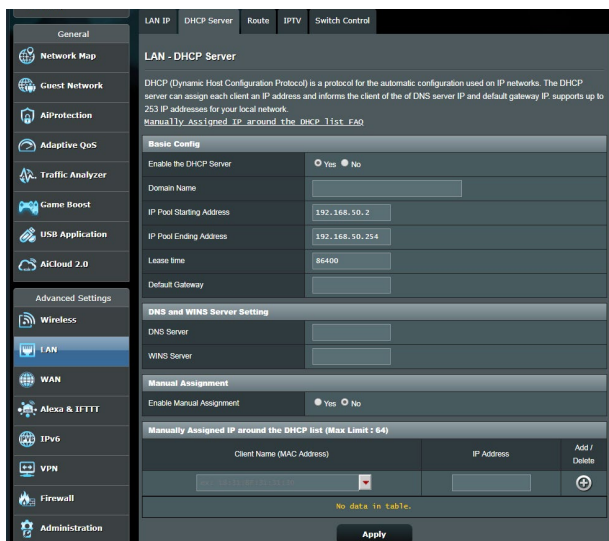 General
Network Map
Guest Network
AiProtection
Adaptive QoS
Traffic Analyzer
Game Boost
USB Application
AiCloud 2.0
Advanced Settings
Wireless
LAN
WAN
Alexa & IFTTT
IPv6
VPN
Firewall
Administration
LAN IP DHCP Server Route IPTV Switch Control
LAN - DHCP Server
DHCP (Dynamic Host Configuration Protocol) is a protocol for the automatic configuration used on IP networks. The DHCP
server can assign each client an IP address and informs the client of the of DNS server IP and default gateway IP. supports up to
253 IP addresses for your local network.
Manually Assigned IP around the DHCP list FAQ
Basic Config
Enable the DHCP Server Yes No
Domain Name
IP Pool Starting Address 192.168.50.2
IP Pool Ending Address 192.168.50.254
Lease time 86400
Default Gateway
DNS and WINS Server Setting
DNS Server
WINS Server
Manual Assignment
Enable Manual Assignment Yes No
Manually Assigned IP around the DHCP list (Max Limit : 64)
Client Name (MAC Address) IP Address Add /
Delete
No data in table.
Apply